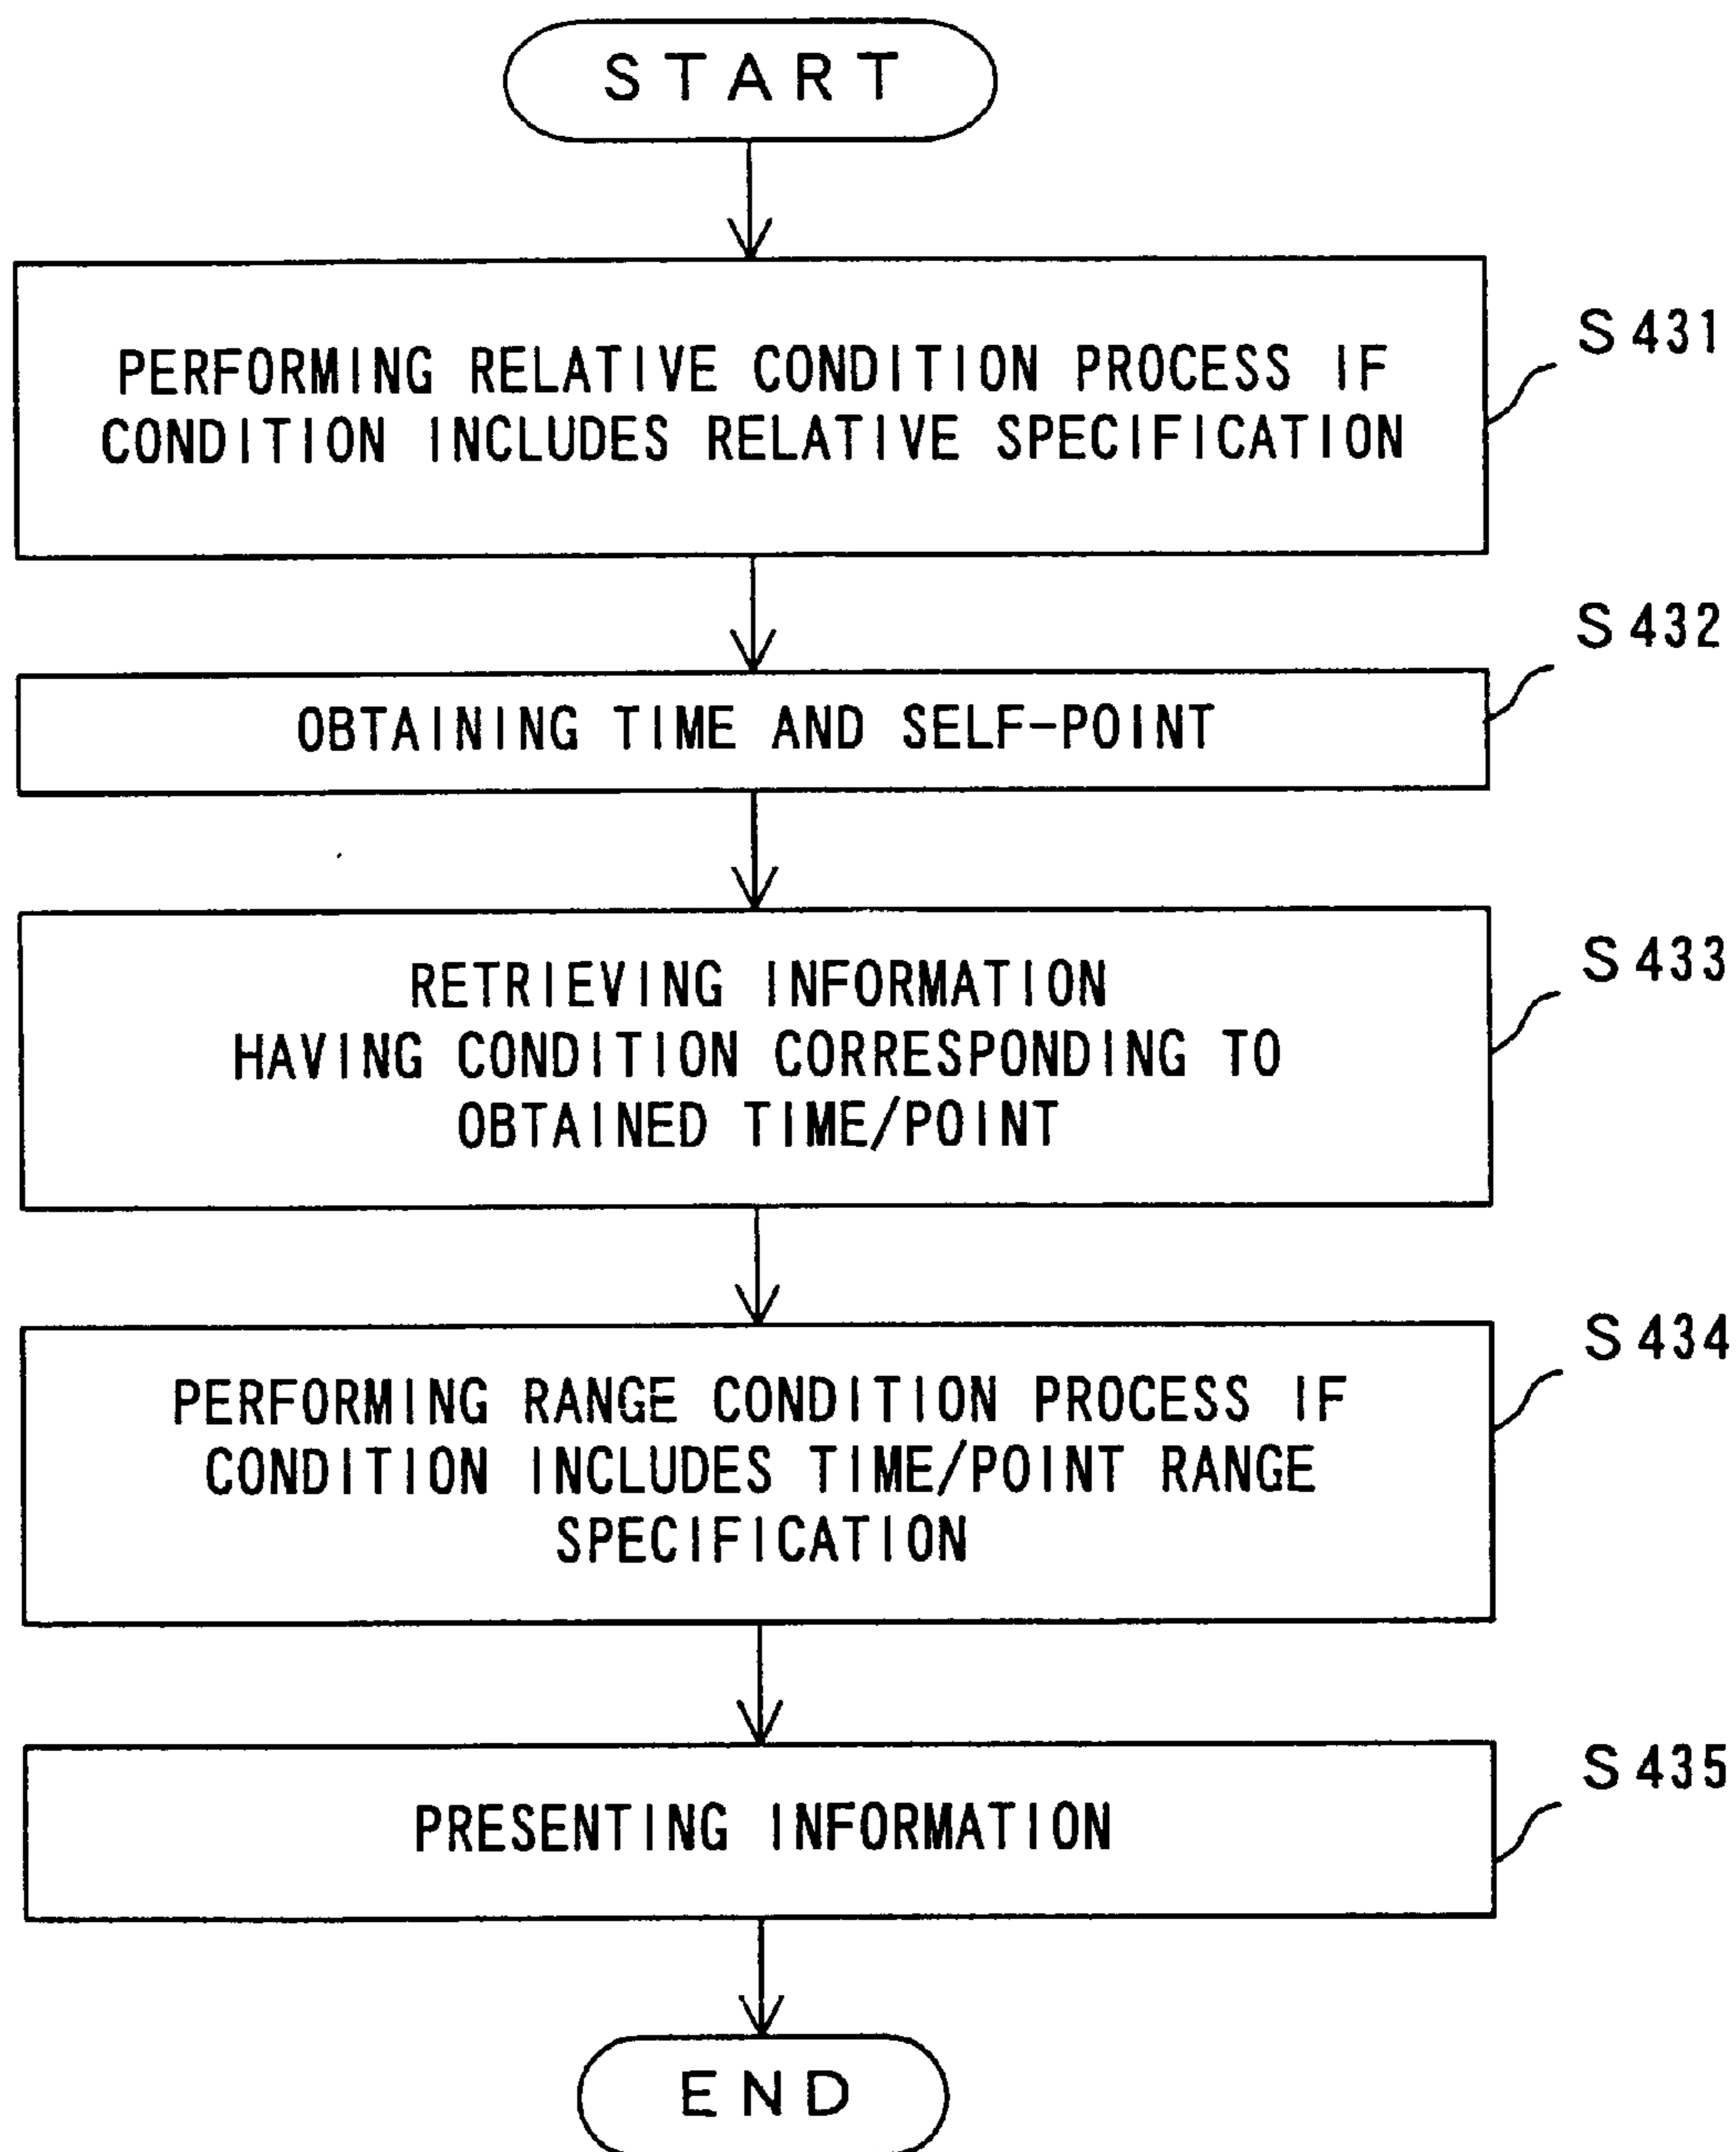 START
PERFORMING RELATIVE CONDITION PROCESS IF
CONDITION INCLUDES RELATIVE SPECIFICATION
S431
OBTAINING TIME AND SELF-POINT
S432
RETRIEVING INFORMATION
HAVING CONDITION CORRESPONDING TO
OBTAINED TIME/POINT
S433
PERFORMING RANGE CONDITION PROCESS IF
CONDITION INCLUDES TIME/POINT RANGE
SPECIFICATION
S434
PRESENTING INFORMATION
S435
END